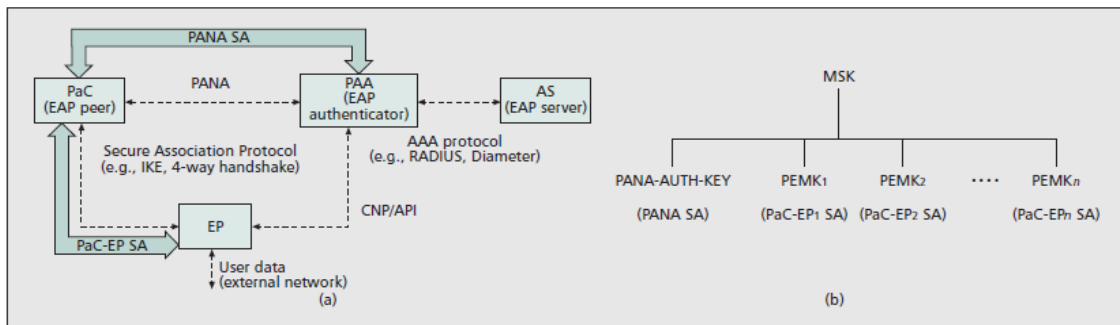 PANA SA
PaC
(EAP peer)
PANA
PAA
(EAP
authenticator)
AS
(EAP server)
Secure Association Protocol
(e.g., IKE, 4-way handshake)
AAA protocol
(e.g., RADIUS, Diameter)
CNP/API
EP
PaC-EP SA
User data
(external network)
(a)
MSK
PANA-AUTH-KEY
(PANA SA)
PEMK1
(PaC-EP1 SA)
PEMK2
(PaC-EP2 SA)
....
PEMKn
(PaC-EPn SA)
(b)